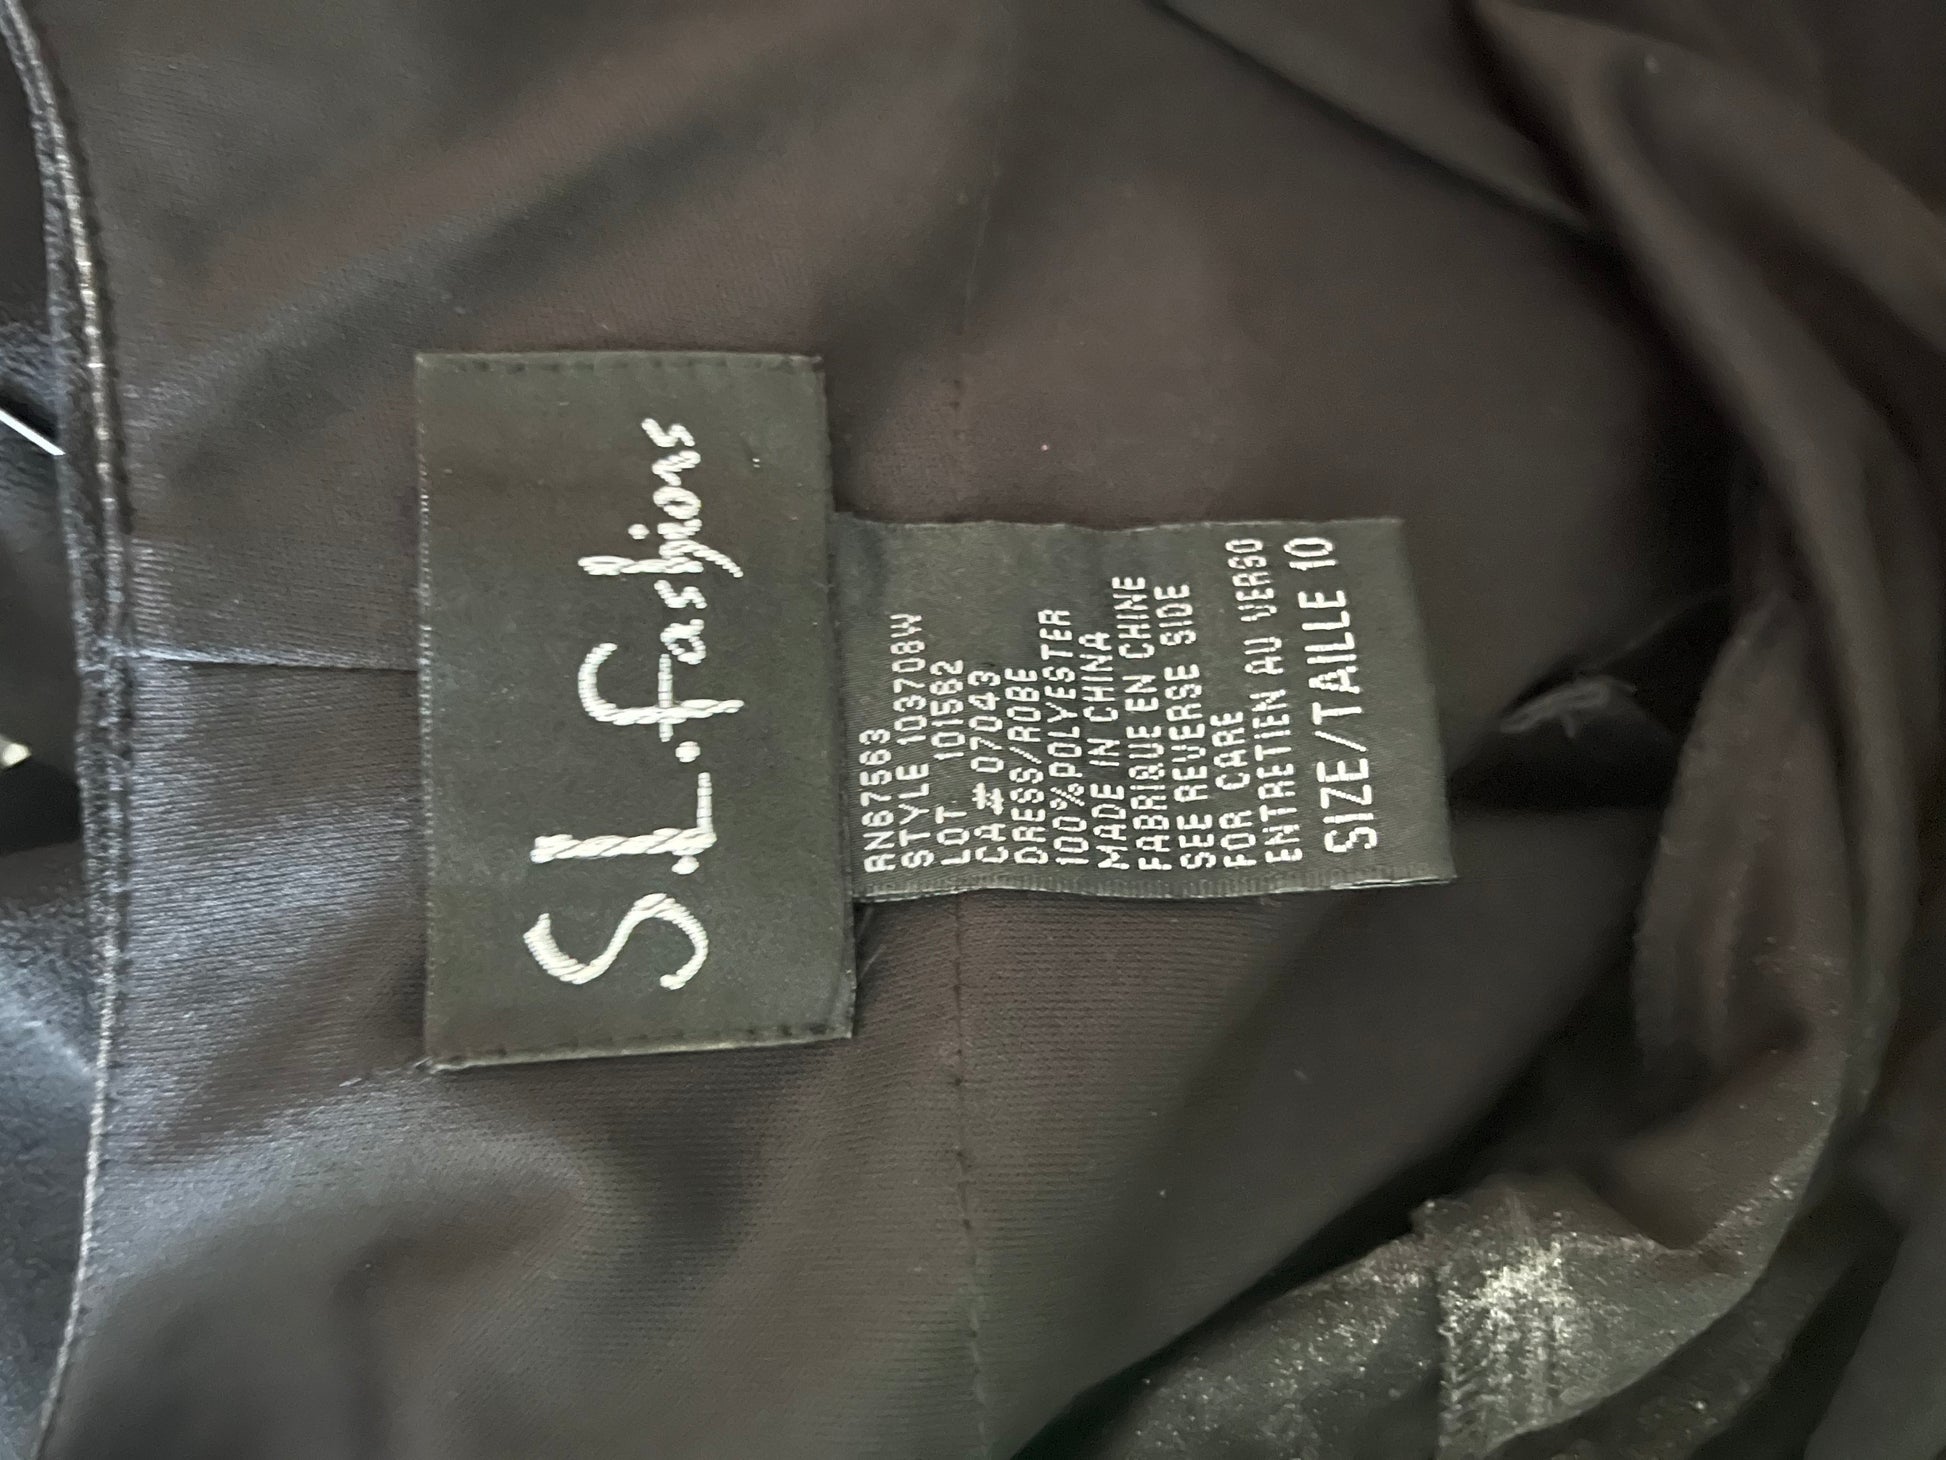 S.L.fashions
RN67563
STYLE 103708W
LOT 101562
CA# 07043
DRESS/ROBE
100%POLYESTER
MADE IN CHINA
FABRIQUE EN CHINE
SEE REVERSE SIDE
FOR CARE
ENTRETIEN AU VERSO
SIZE/TAILLE 10